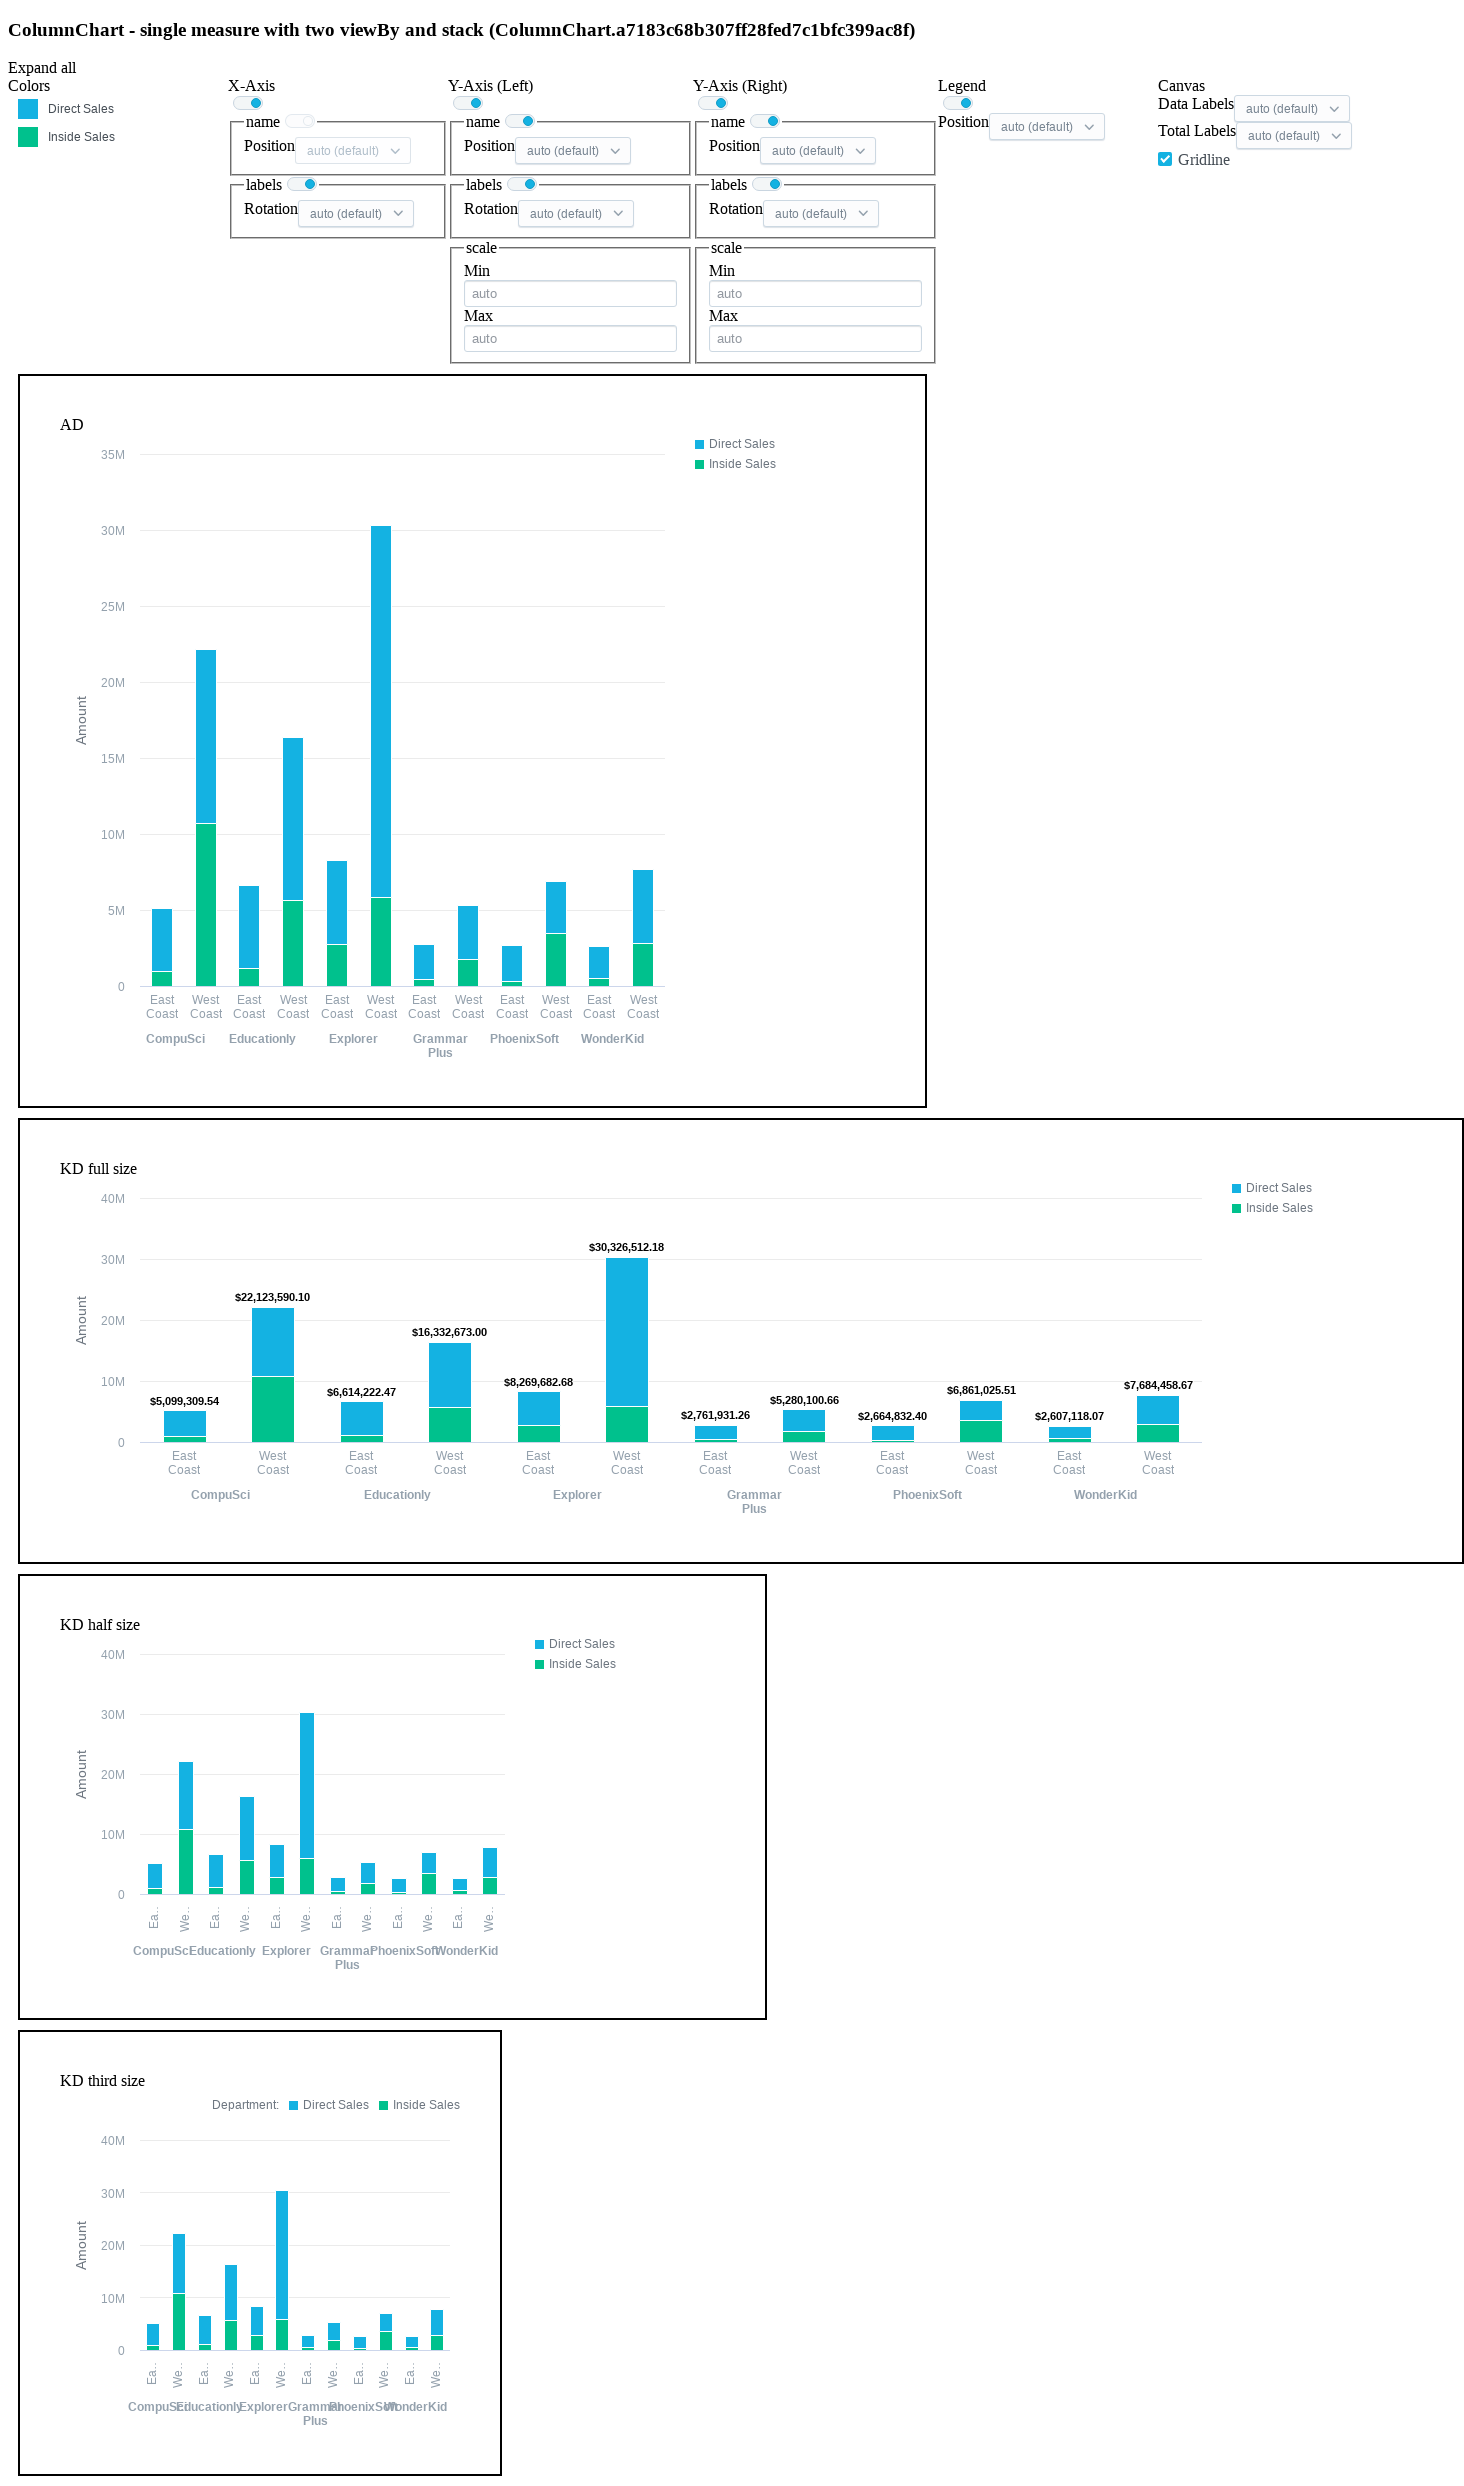 ColumnChart - single measure with two viewBy and stack (ColumnChart.a7183c68b307ff28fed7c1bfc399ac8f)
Expand all
Colors
Direct Sales
Inside Sales
X-Axis
name
Position auto (default)
labels
Rotation auto (default)
Y-Axis (Left)
name
Position auto (default)
labels
Rotation auto (default)
scale
Min
auto
Max
auto
Y-Axis (Right)
name
Position auto (default)
labels
Rotation auto (default)
scale
Min
auto
Max
auto
Legend
Position auto (default)
Canvas
Data Labels auto (default)
Total Labels auto (default)
Gridline
AD
Direct Sales
Inside Sales
Amount
35M
30M
25M
20M
15M
10M
5M
0
East West East West East West East West East West East West
Coast Coast Coast Coast Coast Coast Coast Coast Coast Coast Coast Coast
CompuSci Educationly Explorer Grammar PhoenixSoft WonderKid
Plus
KD full size
Direct Sales
Inside Sales
Amount
40M
30M
20M
10M
0
$5,099,309.54
$22,123,590.10
$6,614,222.47
$16,332,673.00
$8,269,682.68
$30,326,512.18
$2,761,931.26
$5,280,100.66
$2,664,832.40
$6,861,025.51
$2,607,118.07
$7,684,458.67
East West East West East West East West East West East West
Coast Coast Coast Coast Coast Coast Coast Coast Coast Coast Coast Coast
CompuSci Educationly Explorer Grammar PhoenixSoft WonderKid
Plus
KD half size
Direct Sales
Inside Sales
Amount
40M
30M
20M
10M
0
Ea… We… Ea… We… Ea… We… Ea… We… Ea… We… Ea… We…
CompuSci Educationly Explorer Grammar PhoenixSoft WonderKid
Plus
KD third size
Department: Direct Sales Inside Sales
Amount
40M
30M
20M
10M
0
Ea… We… Ea… We… Ea… We… Ea… We… Ea… We… Ea… We…
CompuSci Educationly Explorer Grammar PhoenixSoft WonderKid
Plus